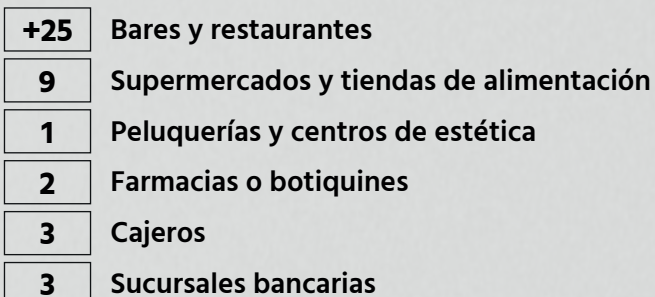 +25 Bares y restaurantes
9 Supermercados y tiendas de alimentación
1 Peluquerías y centros de estética
2 Farmacias o botiquines
3 Cajeros
3 Sucursales bancarias